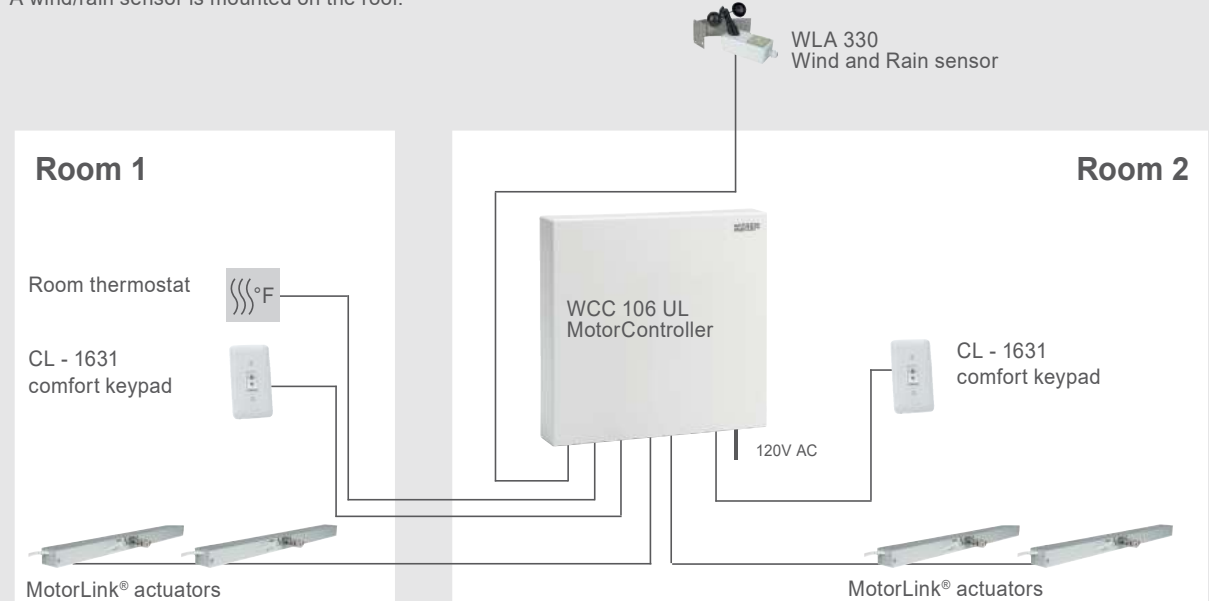 A wind/rain sensor is mounted on the roof.
WLA 330
Wind and Rain sensor
Room 1
Room 2
Room thermostat
°F
WCC 106 UL
MotorController
CL - 1631
comfort keypad
CL - 1631
comfort keypad
120V AC
MotorLink® actuators
MotorLink® actuators